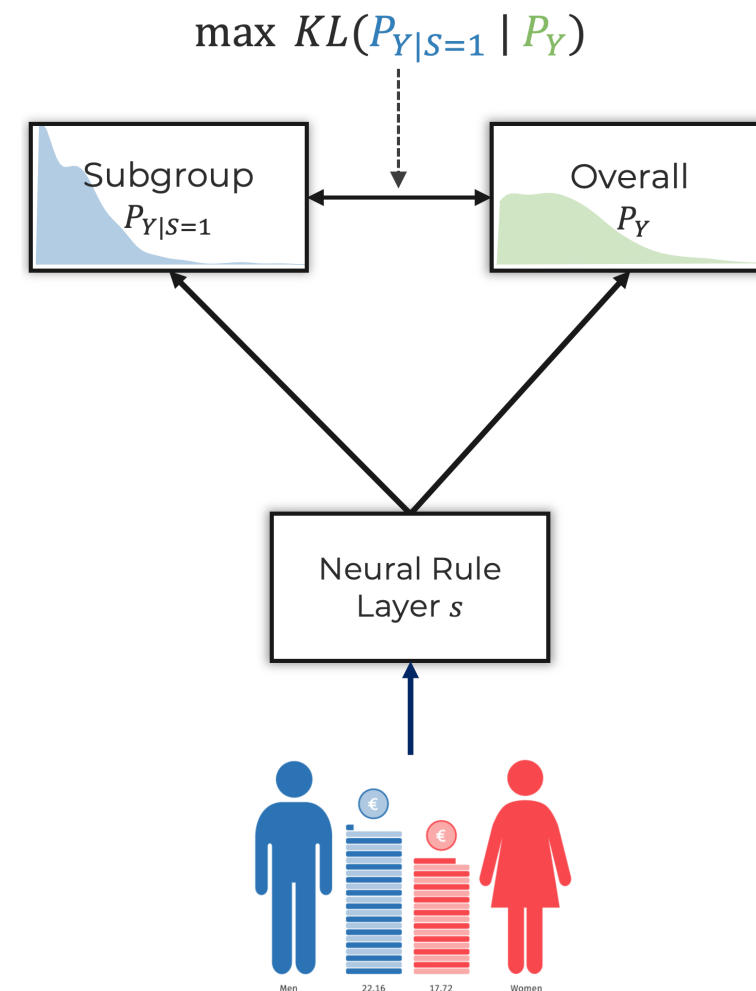 max KL(P_{Y|S=1} | P_Y)
Subgroup
P_{Y|S=1}
Overall
P_Y
Neural Rule
Layer s
€
€
Men 22.16 17.72 Women